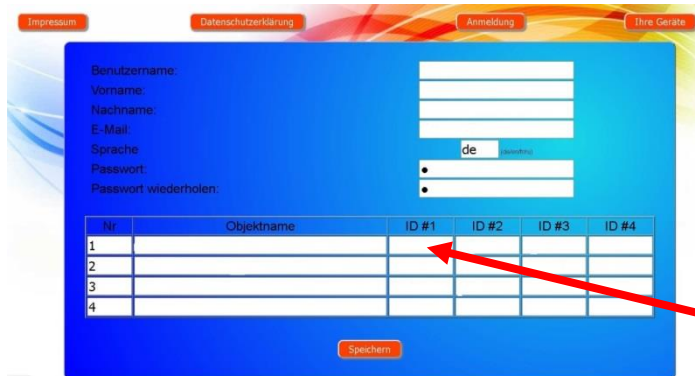 Impressum Datenschutzerklärung Anmeldung Ihre Geräte
Benutzername:
Vorname:
Nachname:
E-Mail:
Sprache de
Passwort: •
Passwort wiederholen: •
Nr Objektname ID #1 ID #2 ID #3 ID #4
1
2
3
4
Speichern